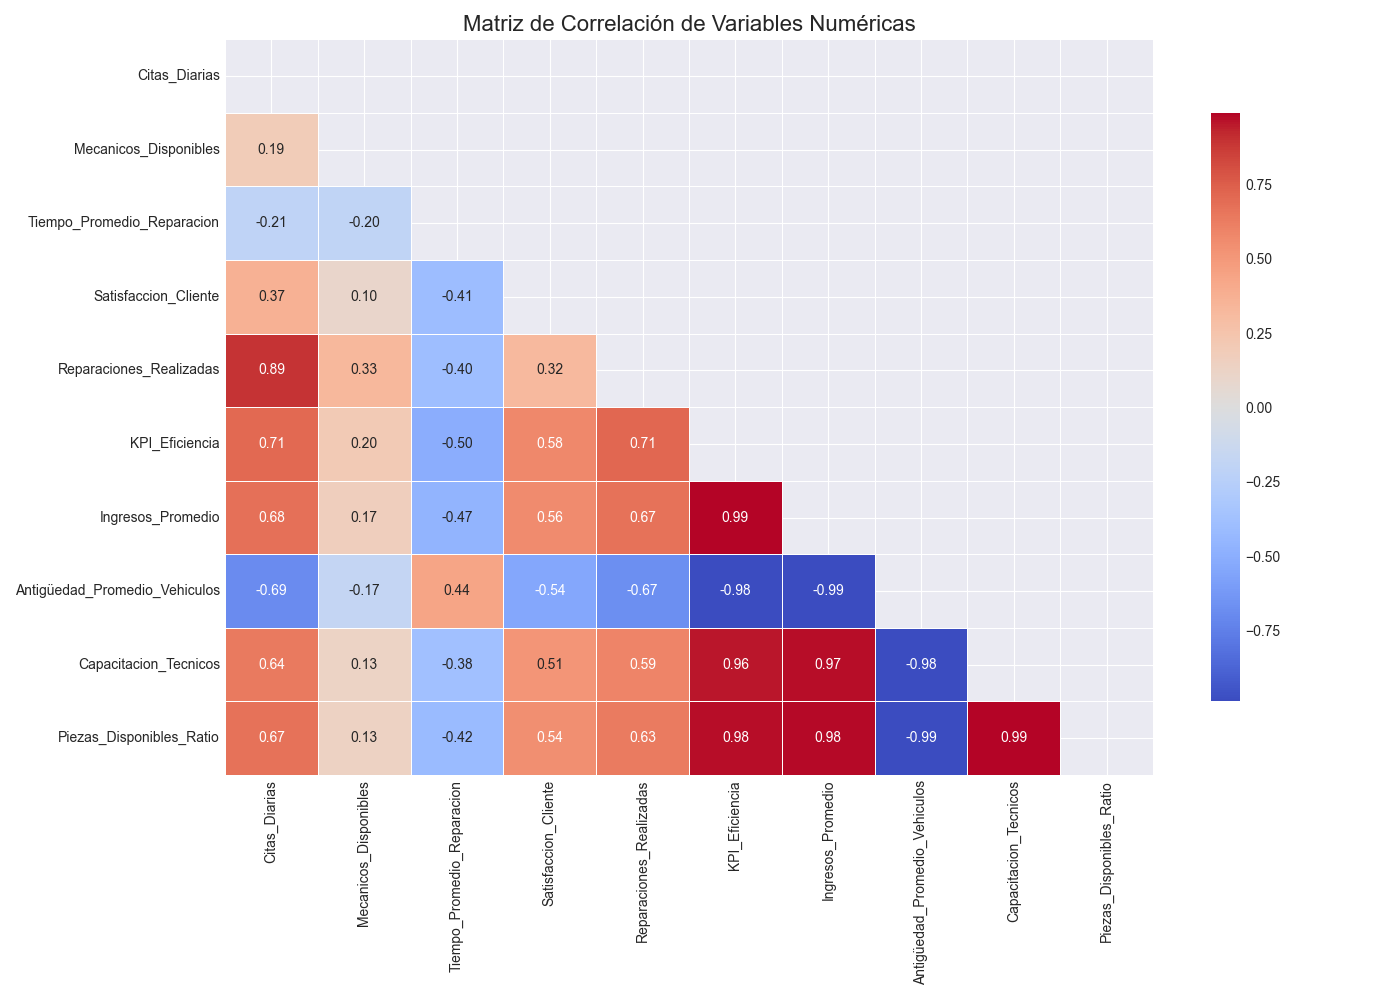 Matriz de Correlación de Variables Numéricas
Citas_Diarias
Mecanicos_Disponibles 0.19
Tiempo_Promedio_Reparacion -0.21 -0.20
Satisfaccion_Cliente 0.37 0.10 -0.41
Reparaciones_Realizadas 0.89 0.33 -0.40 0.32
KPI_Eficiencia 0.71 0.20 -0.50 0.58 0.71
Ingresos_Promedio 0.68 0.17 -0.47 0.56 0.67 0.99
Antigüedad_Promedio_Vehiculos -0.69 -0.17 0.44 -0.54 -0.67 -0.98 -0.99
Capacitacion_Tecnicos 0.64 0.13 -0.38 0.51 0.59 0.96 0.97 -0.98
Piezas_Disponibles_Ratio 0.67 0.13 -0.42 0.54 0.63 0.98 0.98 -0.99 0.99
Citas_Diarias
Mecanicos_Disponibles
Tiempo_Promedio_Reparacion
Satisfaccion_Cliente
Reparaciones_Realizadas
KPI_Eficiencia
Ingresos_Promedio
Antigüedad_Promedio_Vehiculos
Capacitacion_Tecnicos
Piezas_Disponibles_Ratio
0.75
0.50
0.25
0.00
−0.25
−0.50
−0.75